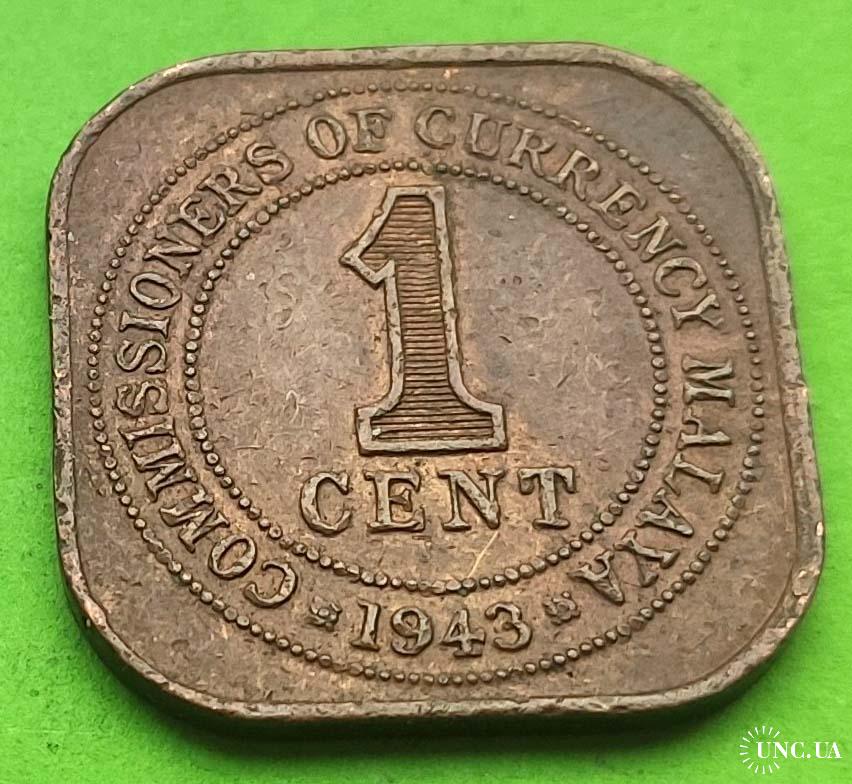 COMMISSIONERS OF CURRENCY MALAYA
1
CENT
1943
UNC.UA